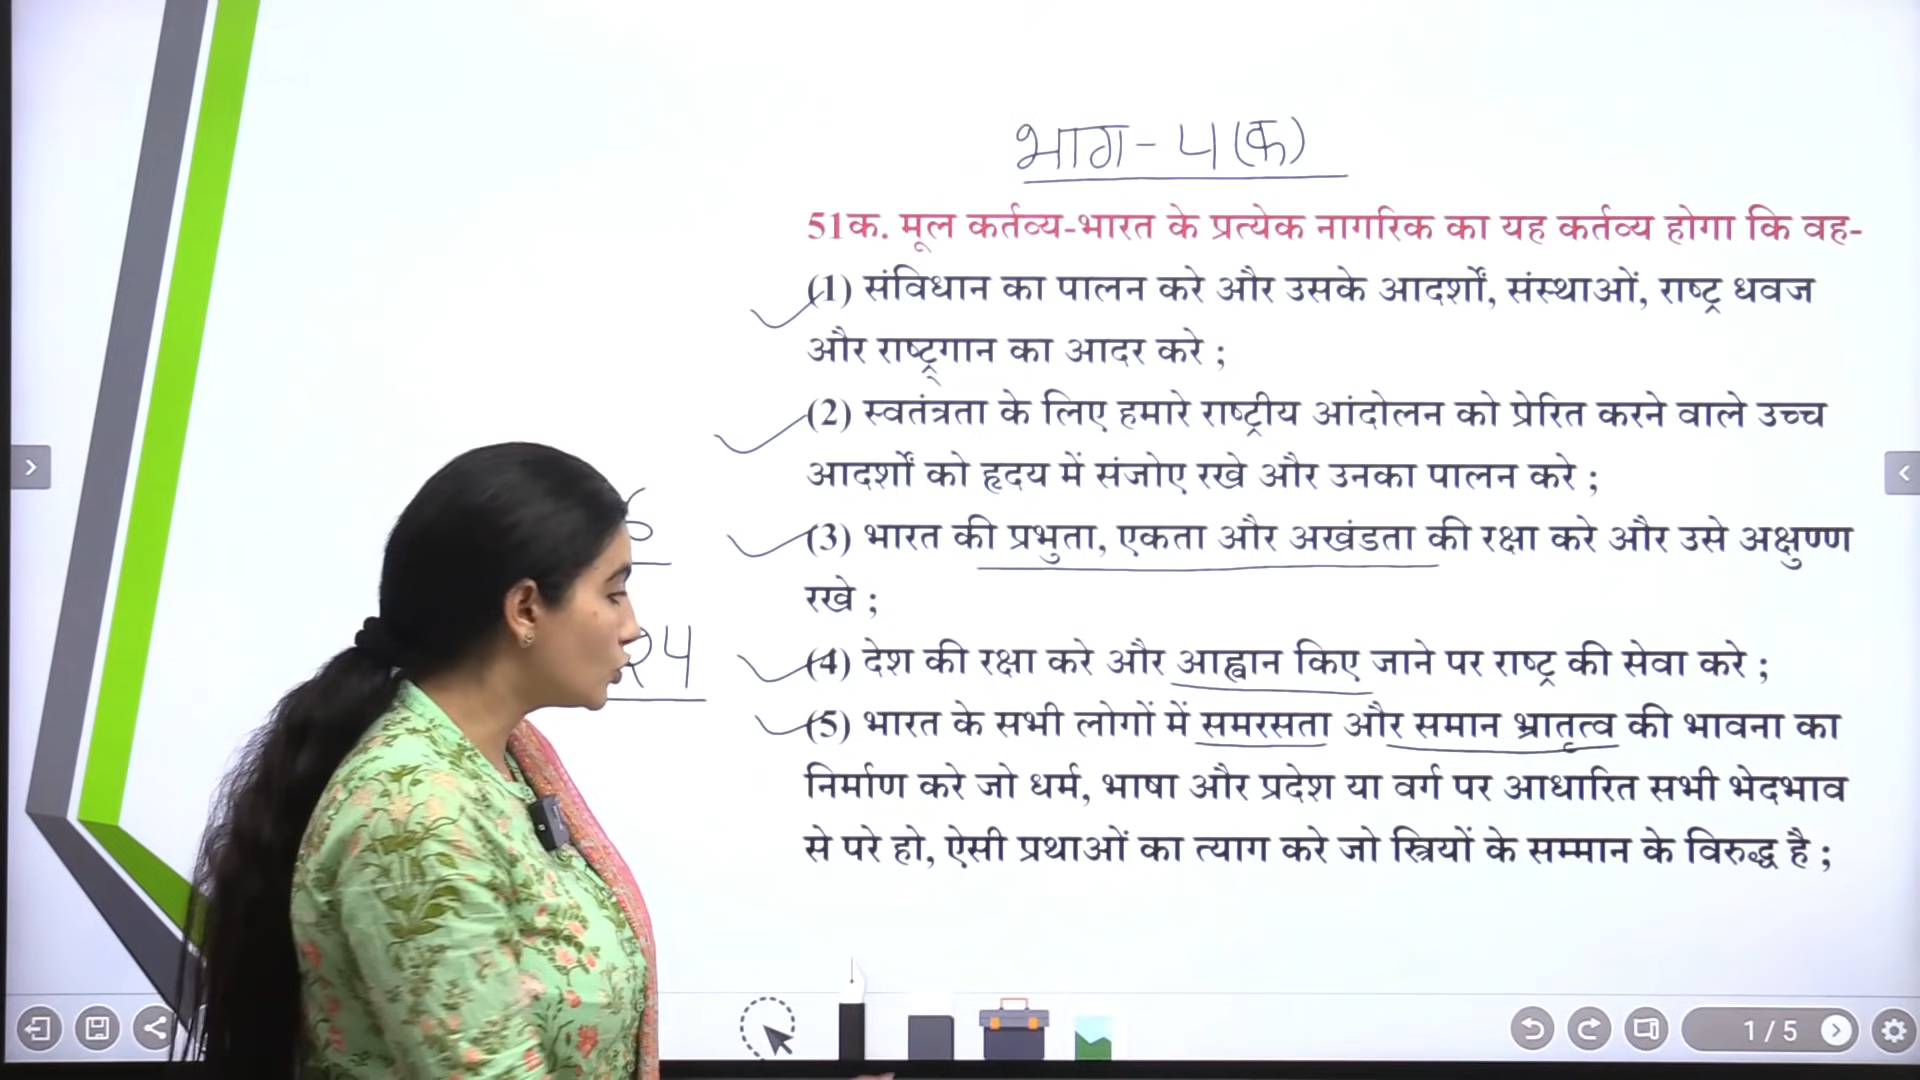 भाग - 4 (क)
51क. मूल कर्तव्य-भारत के प्रत्येक नागरिक का यह कर्तव्य होगा कि वह-
(1) संविधान का पालन करे और उसके आदर्शों, संस्थाओं, राष्ट्र धवज
और राष्ट्रगान का आदर करे ;
(2) स्वतंत्रता के लिए हमारे राष्ट्रीय आंदोलन को प्रेरित करने वाले उच्च
आदर्शों को हृदय में संजोए रखे और उनका पालन करे ;
(3) भारत की प्रभुता, एकता और अखंडता की रक्षा करे और उसे अक्षुण्ण
रखे ;
(4) देश की रक्षा करे और आह्वान किए जाने पर राष्ट्र की सेवा करे ;
(5) भारत के सभी लोगों में समरसता और समान भ्रातृत्व की भावना का
निर्माण करे जो धर्म, भाषा और प्रदेश या वर्ग पर आधारित सभी भेदभाव
से परे हो, ऐसी प्रथाओं का त्याग करे जो स्त्रियों के सम्मान के विरुद्ध है ;
1 / 5